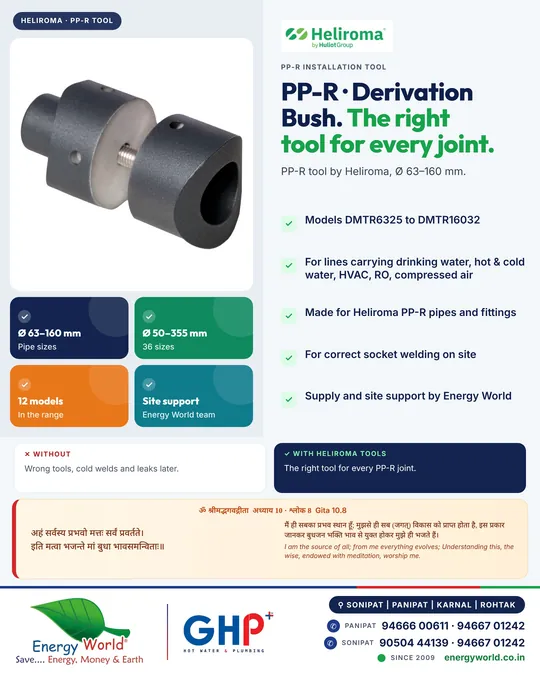 HELIROMA · PP-R TOOL
Heliroma®
by HuliotGroup
PP-R INSTALLATION TOOL
PP-R · Derivation
Bush. The right
tool for every joint.
PP-R tool by Heliroma, Ø 63–160 mm.
Models DMTR6325 to DMTR16032
For lines carrying drinking water, hot & cold
water, HVAC, RO, compressed air
Made for Heliroma PP-R pipes and fittings
For correct socket welding on site
Supply and site support by Energy World
Ø 63–160 mm
Pipe sizes
Ø 50–355 mm
36 sizes
12 models
In the range
Site support
Energy World team
× WITHOUT
Wrong tools, cold welds and leaks later.
✓ WITH HELIROMA TOOLS
The right tool for every PP-R joint.
ॐ श्रीमद्भगवद्गीता अध्याय 10 · श्लोक 8 Gita 10.8
अहं सर्वस्य प्रभवो मत्तः सर्वं प्रवर्तते।
इति मत्वा भजन्ते मां बुधा भावसमन्विताः॥
मैं ही सबका प्रभव स्थान हूँ; मुझसे ही सब (जगत्) विकास को प्राप्त होता है, इस प्रकार
जानकर बुधजन भक्ति भाव से युक्त होकर मुझे ही भजते हैं।
I am the source of all; from me everything evolves; Understanding this, the
wise, endowed with meditation, worship me.
Energy World®
Save.... Energy, Money & Earth
GHP+
HOT WATER & PLUMBING
SONIPAT | PANIPAT | KARNAL | ROHTAK
PANIPAT 94666 00611 · 94667 01242
SONIPAT 90504 44139 · 94667 01242
SINCE 2009 energyworld.co.in